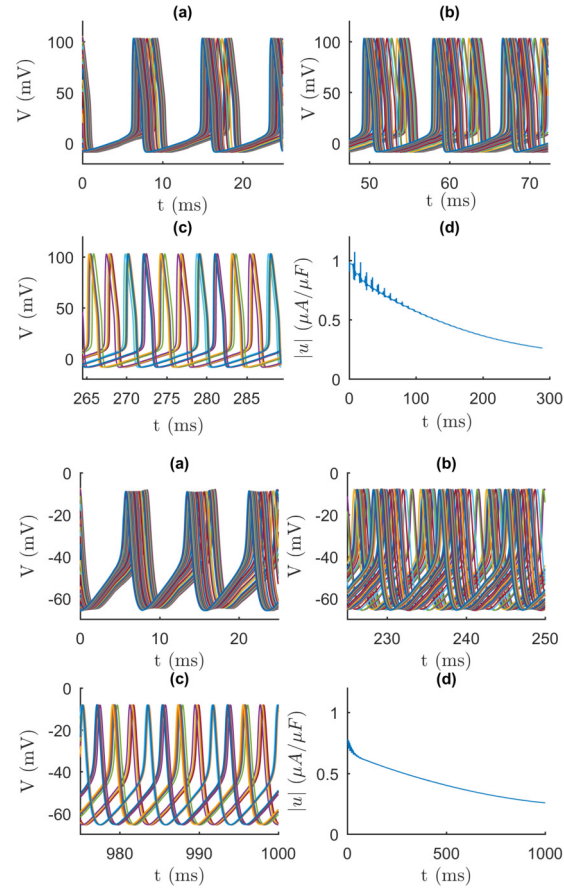 (a)
(b)
V (mV)
100
50
0
0
10
20
t (ms)
V (mV)
100
50
0
50
60
70
t (ms)
(c)
(d)
V (mV)
100
50
0
265
270
275
280
285
t (ms)
|u| (μA/μF)
1
0.5
0
0
100
200
300
t (ms)
(a)
(b)
V (mV)
0
-20
-40
-60
0
10
20
t (ms)
V (mV)
0
-20
-40
-60
230
240
250
t (ms)
(c)
(d)
V (mV)
0
-20
-40
-60
980
990
1000
t (ms)
|u| (μA/μF)
1
0.5
0
0
500
1000
t (ms)